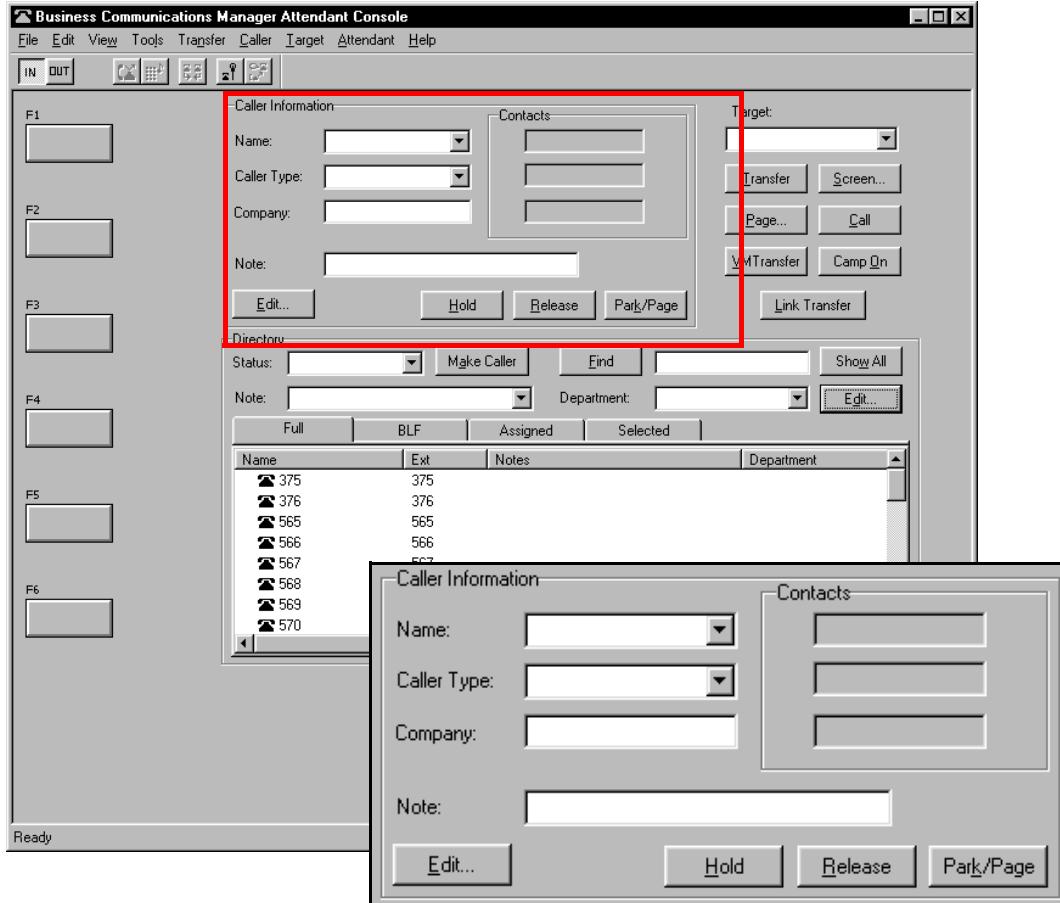 Business Communications Manager Attendant Console
File Edit View Tools Transfer Caller Target Attendant Help
IN OUT
F1
F2
F3
F4
F5
F6
Caller Information
Contacts
Name:
Caller Type:
Company:
Note:
Edit...
Hold
Release
Park/Page
Target:
Transfer
Screen...
Page...
Call
VMTransfer
Camp On
Link Transfer
Directory
Status:
Make Caller
Find
Show All
Note:
Department:
Edit...
Full BLF Assigned Selected
Name Ext Notes Department
375 375
376 376
565 565
566 566
567 567
568
569
570
Ready
Caller Information
Contacts
Name:
Caller Type:
Company:
Note:
Edit...
Hold
Release
Park/Page